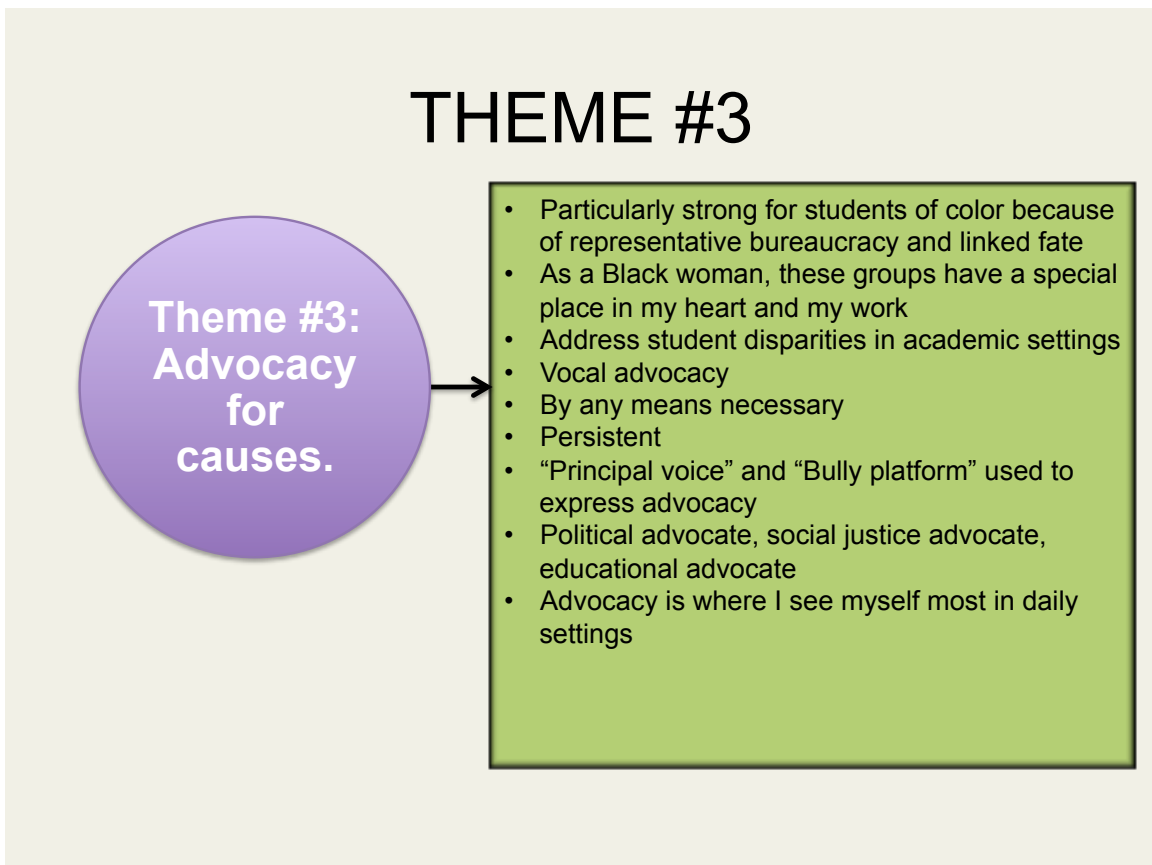 THEME #3
Theme #3:
Advocacy
for
causes.
• Particularly strong for students of color because
of representative bureaucracy and linked fate
• As a Black woman, these groups have a special
place in my heart and my work
• Address student disparities in academic settings
• Vocal advocacy
• By any means necessary
• Persistent
• “Principal voice” and “Bully platform” used to
express advocacy
• Political advocate, social justice advocate,
educational advocate
• Advocacy is where I see myself most in daily
settings